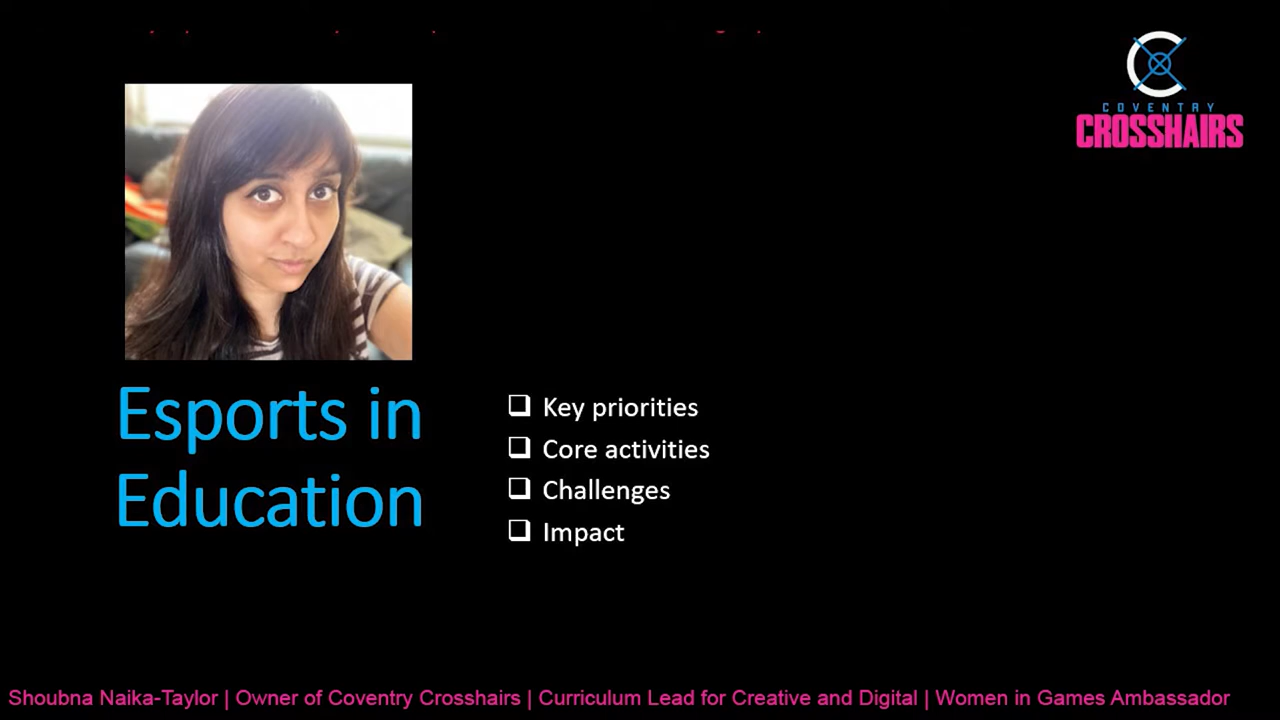 COVENTRY
CROSSHAIRS
Esports in
Education
❑ Key priorities
❑ Core activities
❑ Challenges
❑ Impact
Shoubna Naika-Taylor | Owner of Coventry Crosshairs | Curriculum Lead for Creative and Digital | Women in Games Ambassador